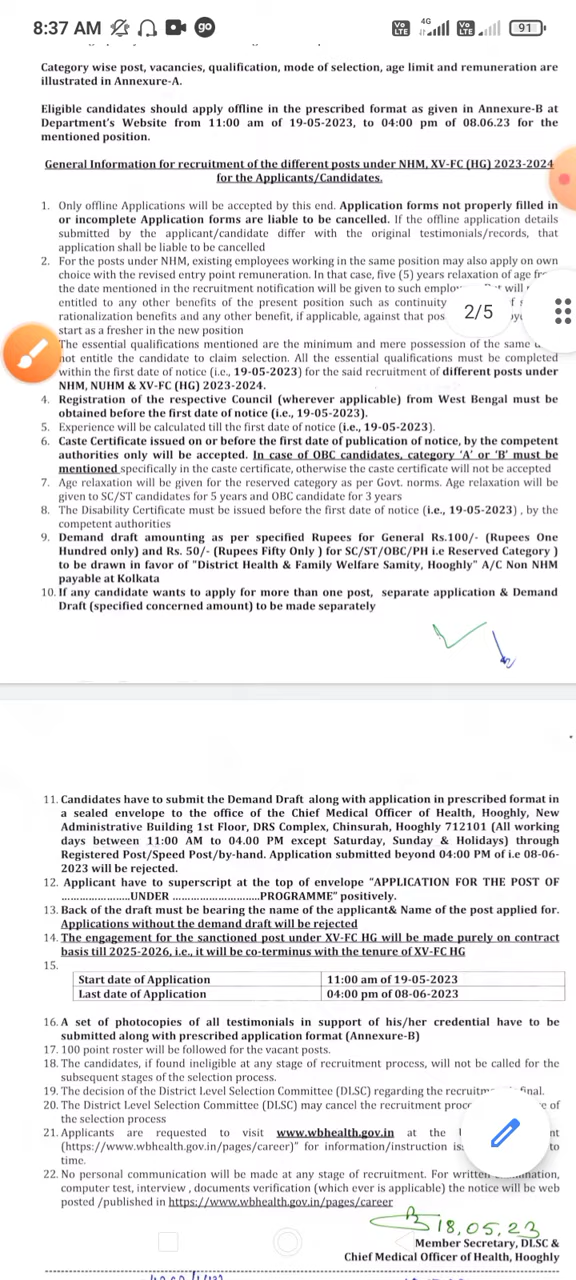 8:37 AM go Vo LTE 4G Vo LTE 91
Category wise post, vacancies, qualification, mode of selection, age limit and remuneration are
illustrated in Annexure-A.
Eligible candidates should apply offline in the prescribed format as given in Annexure-B at
Department's Website from 11:00 am of 19-05-2023, to 04:00 pm of 08.06.23 for the
mentioned position.
General Information for recruitment of the different posts under NHM, XV-FC (HG) 2023-2024
for the Applicants/Candidates.
1. Only offline Applications will be accepted by this end. Application forms not properly filled in
or incomplete Application forms are liable to be cancelled. If the offline application details
submitted by the applicant/candidate differ with the original testimonials/records, that
application shall be liable to be cancelled
2. For the posts under NHM, existing employees working in the same position may also apply on own
choice with the revised entry point remuneration. In that case, five (5) years relaxation of age
the date mentioned in the recruitment notification will be given to such will
entitled to any other benefits of the present position such as continuity
rationalization benefits and any other benefit, if applicable, against that
2/5
start as a fresher in the new position
The essential qualifications mentioned are the minimum and mere possession of the same
not entitle the candidate to claim selection. All the essential qualifications must be completed
within the first date of notice (i.e., 19-05-2023) for the said recruitment of different posts under
NHM, NUHM & XV-FC (HG) 2023-2024.
4. Registration of the respective Council (wherever applicable) from West Bengal must be
obtained before the first date of notice (i.e., 19-05-2023).
5. Experience will be calculated till the first date of notice (i.e., 19-05-2023).
6. Caste Certificate issued on or before the first date of publication of notice, by the competent
authorities only will be accepted. In case of OBC candidates, category 'A' or 'B' must be
mentioned specifically in the caste certificate, otherwise the caste certificate will not be accepted
7. Age relaxation will be given for the reserved category as per Govt. norms. Age relaxation will be
given to SC/ST candidates for 5 years and OBC candidate for 3 years
8. The Disability Certificate must be issued before the first date of notice (i.e., 19-05-2023) , by the
competent authorities
9. Demand draft amounting as per specified Rupees for General Rs.100/- (Rupees One
Hundred only) and Rs. 50/- (Rupees Fifty Only ) for SC/ST/OBC/PH i.e Reserved Category )
to be drawn in favor of "District Health & Family Welfare Samity, Hooghly" A/C Non NHM
payable at Kolkata
10. If any candidate wants to apply for more than one post, separate application & Demand
Draft (specified concerned amount) to be made separately
11. Candidates have to submit the Demand Draft along with application in prescribed format in
a sealed envelope to the office of the Chief Medical Officer of Health, Hooghly, New
Administrative Building 1st Floor, DRS Complex, Chinsurah, Hooghly 712101 (All working
days between 11:00 AM to 04.00 PM except Saturday, Sunday & Holidays) through
Registered Post/Speed Post/by-hand. Application submitted beyond 04:00 PM of i.e 08-06-
2023 will be rejected.
12. Applicant have to superscript at the top of envelope "APPLICATION FOR THE POST OF
........................UNDER ..............................PROGRAMME" positively.
13. Back of the draft must be bearing the name of the applicant& Name of the post applied for.
Applications without the demand draft will be rejected
14. The engagement for the sanctioned post under XV-FC HG will be made purely on contract
basis till 2025-2026, i.e., it will be co-terminus with the tenure of XV-FC HG
15.
Start date of Application 11:00 am of 19-05-2023
Last date of Application 04:00 pm of 08-06-2023
16. A set of photocopies of all testimonials in support of his/her credential have to be
submitted along with prescribed application format (Annexure-B)
17. 100 point roster will be followed for the vacant posts.
18. The candidates, if found ineligible at any stage of recruitment process, will not be called for the
subsequent stages of the selection process.
19. The decision of the District Level Selection Committee (DLSC) regarding the final.
20. The District Level Selection Committee (DLSC) may cancel the recruitment of
the selection process
21. Applicants are requested to visit www.wbhealth.gov.in at the
(https://www.wbhealth.gov.in/pages/career)" for information/instruction to
time.
22. No personal communication will be made at any stage of recruitment. For written
computer test, interview , documents verification (which ever is applicable) the notice will be web
posted /published in https://www.wbhealth.gov.in/pages/career
18.05.23
Member Secretary, DLSC &
Chief Medical Officer of Health, Hooghly